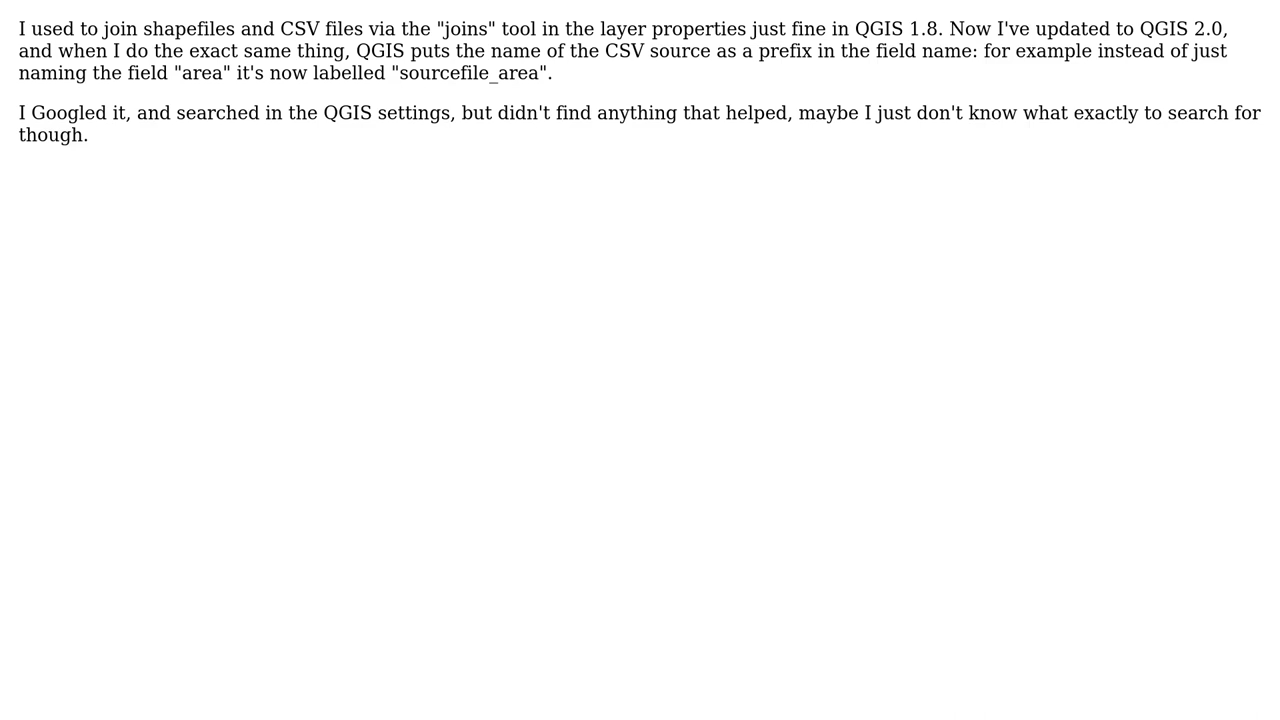 I used to join shapefiles and CSV files via the "joins" tool in the layer properties just fine in QGIS 1.8. Now I've updated to QGIS 2.0,
and when I do the exact same thing, QGIS puts the name of the CSV source as a prefix in the field name: for example instead of just
naming the field "area" it's now labelled "sourcefile_area".
I Googled it, and searched in the QGIS settings, but didn't find anything that helped, maybe I just don't know what exactly to search for
though.